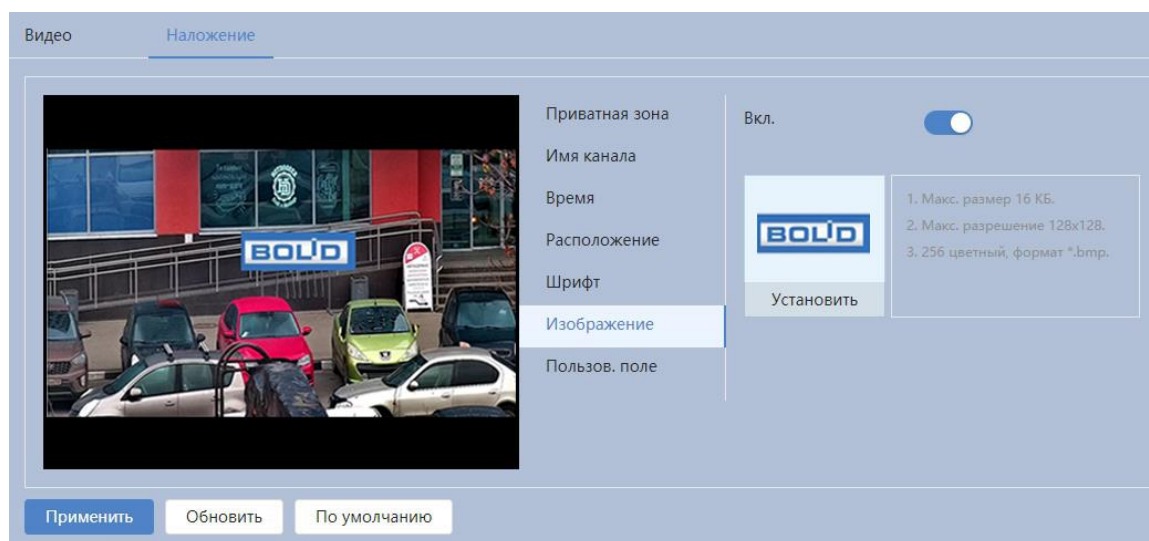 Видео
Наложение
BOLID
Приватная зона
Имя канала
Время
Расположение
Шрифт
Изображение
Пользов. поле
Вкл.
BOLID
Установить
1. Макс. размер 16 КБ.
2. Макс. разрешение 128x128.
3. 256 цветный, формат *.bmp.
Применить
Обновить
По умолчанию